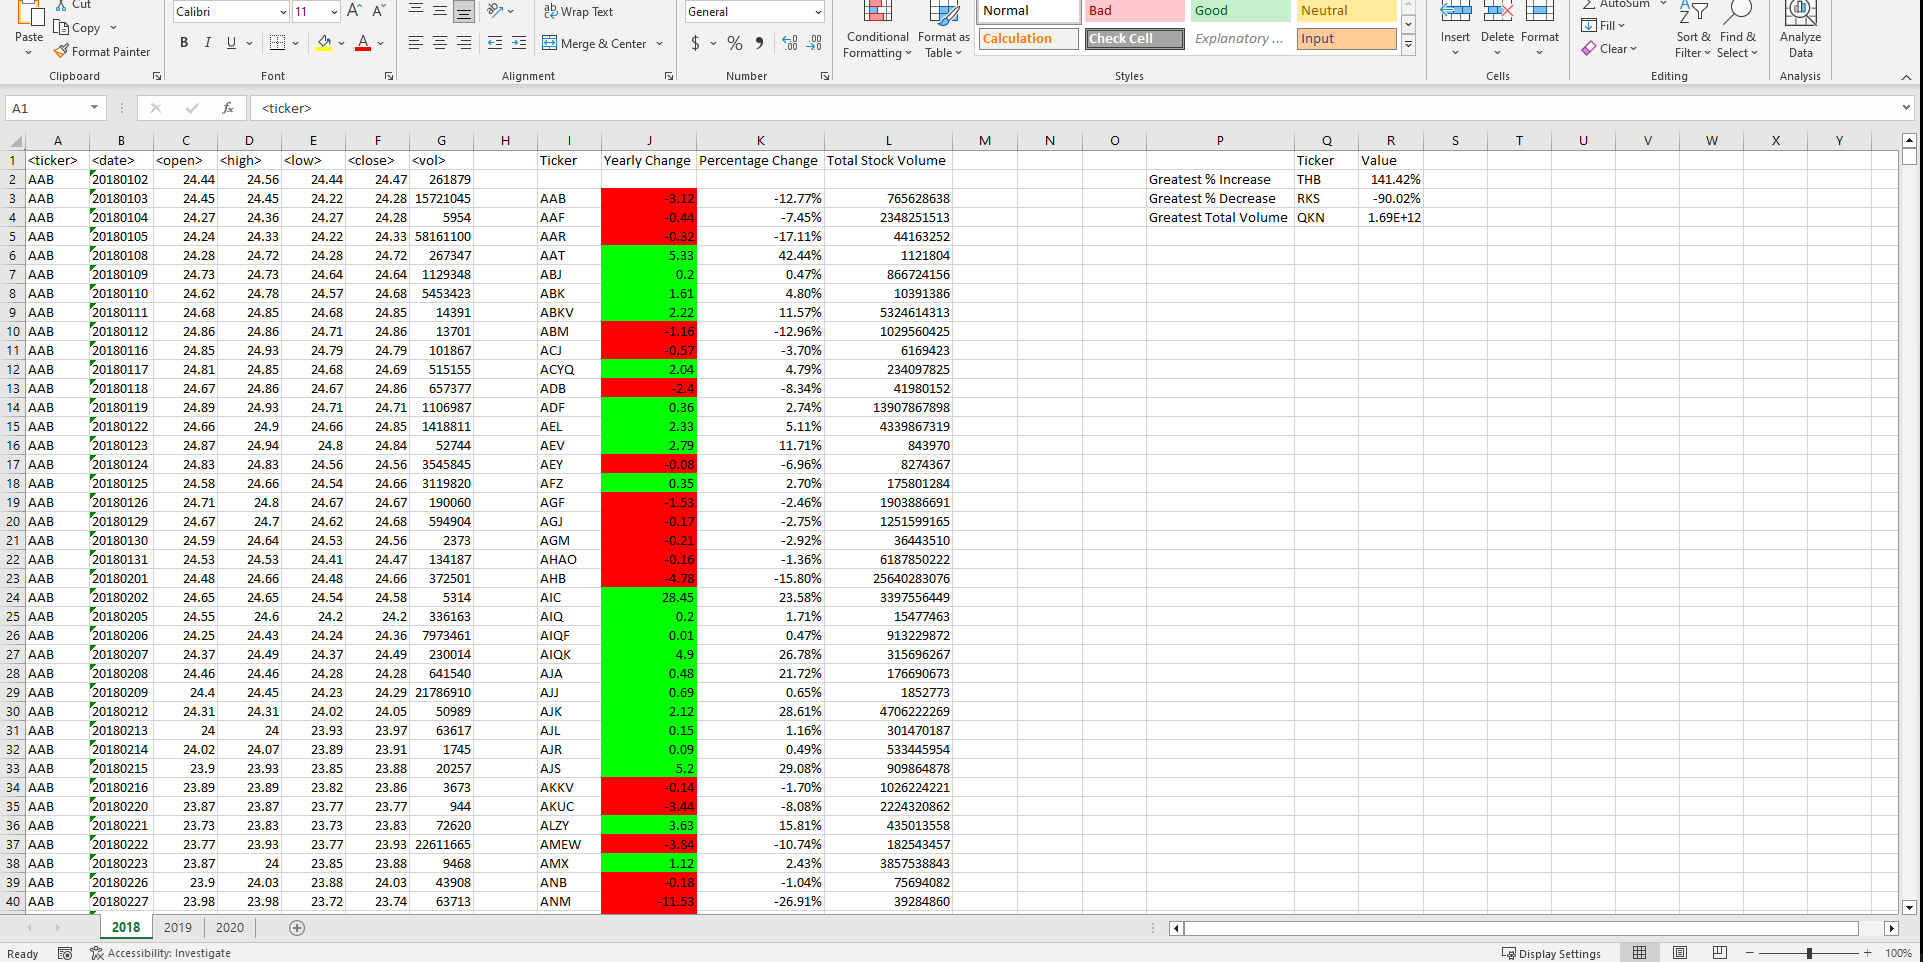 Cut
Calibri 11 A A
Wrap Text
General
Normal Bad Good Neutral
AutoSum
Paste
Copy
Format Painter
B I U A
Merge & Center
$ % 9
Conditional Formatting
Format as Table
Calculation Check Cell Explanatory ... Input
Insert Delete Format
Fill
Clear
Sort & Filter
Find & Select
Analyze Data
Clipboard Font Alignment Number Styles Cells Editing Analysis
A1 fx <ticker>
A B C D E F G H I J K L M N O P Q R S T U V W X Y
1 <ticker> <date> <open> <high> <low> <close> <vol> Ticker Yearly Change Percentage Change Total Stock Volume Ticker Value
2 AAB 20180102 24.44 24.56 24.44 24.47 261879 Greatest % Increase THB 141.42%
3 AAB 20180103 24.45 24.45 24.22 24.28 15721045 AAB -3.12 -12.77% 765628638 Greatest % Decrease RKS -90.02%
4 AAB 20180104 24.27 24.36 24.27 24.28 5954 AAF -0.44 -7.45% 2348251513 Greatest Total Volume QKN 1.69E+12
5 AAB 20180105 24.24 24.33 24.22 24.33 58161100 AAR -0.32 -17.11% 44163252
6 AAB 20180108 24.28 24.72 24.28 24.72 267347 AAT 5.33 42.44% 1121804
7 AAB 20180109 24.73 24.73 24.64 24.64 1129348 ABJ 0.2 0.47% 866724156
8 AAB 20180110 24.62 24.78 24.57 24.68 5453423 ABK 1.61 4.80% 10391386
9 AAB 20180111 24.68 24.85 24.68 24.85 14391 ABKV 2.22 11.57% 5324614313
10 AAB 20180112 24.86 24.86 24.71 24.86 13701 ABM -1.16 -12.96% 1029560425
11 AAB 20180116 24.85 24.93 24.79 24.79 101867 ACJ -0.57 -3.70% 6169423
12 AAB 20180117 24.81 24.85 24.68 24.69 515155 ACYQ 2.04 4.79% 234097825
13 AAB 20180118 24.67 24.86 24.67 24.86 657377 ADB -2.4 -8.34% 41980152
14 AAB 20180119 24.89 24.93 24.71 24.71 1106987 ADF 0.36 2.74% 13907867898
15 AAB 20180122 24.66 24.9 24.66 24.85 1418811 AEL 2.33 5.11% 4339867319
16 AAB 20180123 24.87 24.94 24.8 24.84 52744 AEV 2.79 11.71% 843970
17 AAB 20180124 24.83 24.83 24.56 24.56 3545845 AEY -0.08 -6.96% 8274367
18 AAB 20180125 24.58 24.66 24.54 24.66 3119820 AFZ 0.35 2.70% 175801284
19 AAB 20180126 24.71 24.8 24.67 24.67 190060 AGF -1.53 -2.46% 1903886691
20 AAB 20180129 24.67 24.7 24.62 24.68 594904 AGJ -0.17 -2.75% 1251599165
21 AAB 20180130 24.59 24.64 24.53 24.56 2373 AGM -0.21 -2.92% 36443510
22 AAB 20180131 24.53 24.53 24.41 24.47 134187 AHAO -0.16 -1.36% 6187850222
23 AAB 20180201 24.48 24.66 24.48 24.66 372501 AHB -4.78 -15.80% 25640283076
24 AAB 20180202 24.65 24.65 24.54 24.58 5314 AIC 28.45 23.58% 3397556449
25 AAB 20180205 24.55 24.6 24.2 24.2 336163 AIQ 0.2 1.71% 15477463
26 AAB 20180206 24.25 24.43 24.24 24.36 7973461 AIQF 0.01 0.47% 913229872
27 AAB 20180207 24.37 24.49 24.37 24.49 230014 AIQK 4.9 26.78% 315696267
28 AAB 20180208 24.46 24.46 24.28 24.28 641540 AJA 0.48 21.72% 176690673
29 AAB 20180209 24.4 24.45 24.23 24.29 21786910 AJJ 0.69 0.65% 1852773
30 AAB 20180212 24.31 24.31 24.02 24.05 50989 AJK 2.12 28.61% 4706222269
31 AAB 20180213 24 24 23.93 23.97 63617 AJL 0.15 1.16% 301470187
32 AAB 20180214 24.02 24.07 23.89 23.91 1745 AJR 0.09 0.49% 533445954
33 AAB 20180215 23.9 23.93 23.85 23.88 20257 AJS 5.2 29.08% 909864878
34 AAB 20180216 23.89 23.89 23.82 23.86 3673 AKKV -0.14 -1.70% 1026224221
35 AAB 20180220 23.87 23.87 23.77 23.77 944 AKUC -3.44 -8.08% 2224320862
36 AAB 20180221 23.73 23.83 23.73 23.83 72620 ALZY 3.63 15.81% 435013558
37 AAB 20180222 23.77 23.93 23.77 23.93 22611665 AMEW -3.84 -10.74% 182543457
38 AAB 20180223 23.87 24 23.85 23.88 9468 AMX 1.12 2.43% 3857538843
39 AAB 20180226 23.9 24.03 23.88 24.03 43908 ANB -0.18 -1.04% 75694082
40 AAB 20180227 23.98 23.98 23.72 23.74 63713 ANM -11.53 -26.91% 39284860
2018 2019 2020
Ready Accessibility: Investigate Display Settings 100%